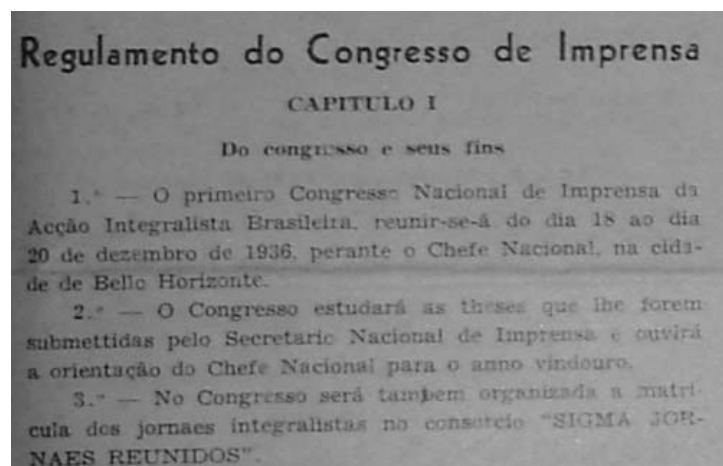 Regulamento do Congresso de Imprensa
CAPITULO I
Do congresso e seus fins
1.º — O primeiro Congresso Nacional de Imprensa da
Acção Integralista Brasileira, reunir-se-á do dia 18 ao dia
20 de dezembro de 1936, perante o Chefe Nacional, na cida-
de de Bello Horizonte.
2.º — O Congresso estudará as theses que lhe forem
submettidas pelo Secretario Nacional de Imprensa e ouvirá
a orientação do Chefe Nacional para o anno vindouro.
3.º — No Congresso será tambem organizada a matri-
cula dos jornaes integralistas no consorcio "SIGMA JOR-
NAES REUNIDOS".